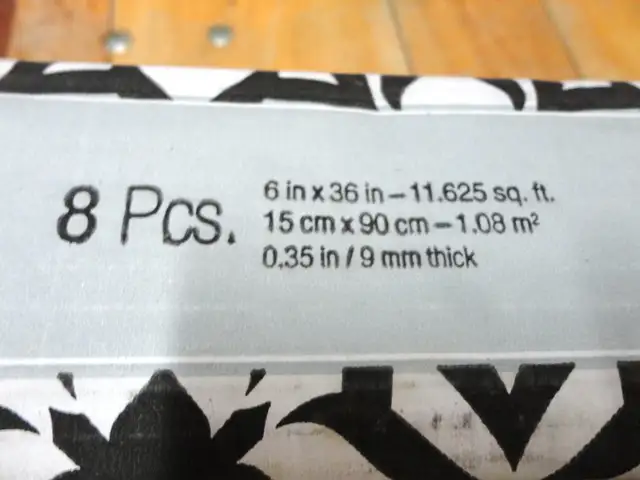 8 Pcs.
6 in x 36 in – 11.625 sq. ft.
15 cm x 90 cm – 1.08 m²
0.35 in / 9 mm thick